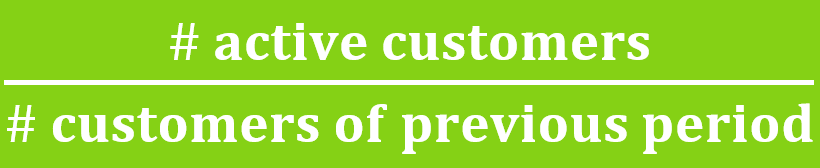 # active customers
# customers of previous period